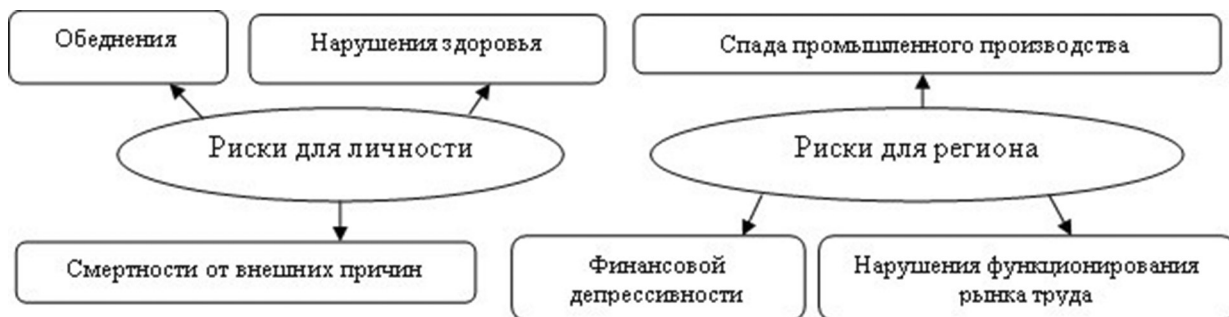 Обеднения
Нарушения здоровья
Спада промышленного производства
Риски для личности
Риски для региона
Смертности от внешних причин
Финансовой
депрессивности
Нарушения функционирования
рынка труда